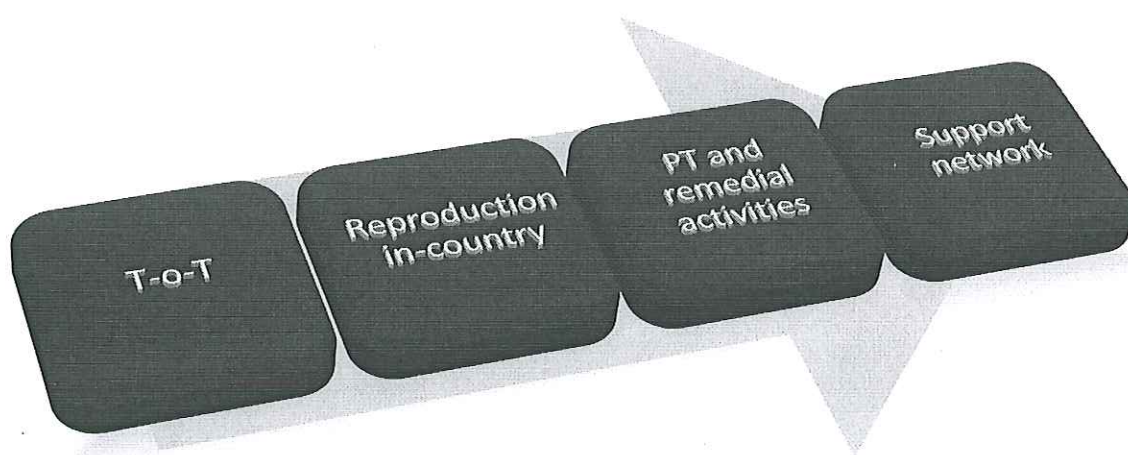 T-o-T
Reproduction
in-country
PT and
remedial
activities
Support
network